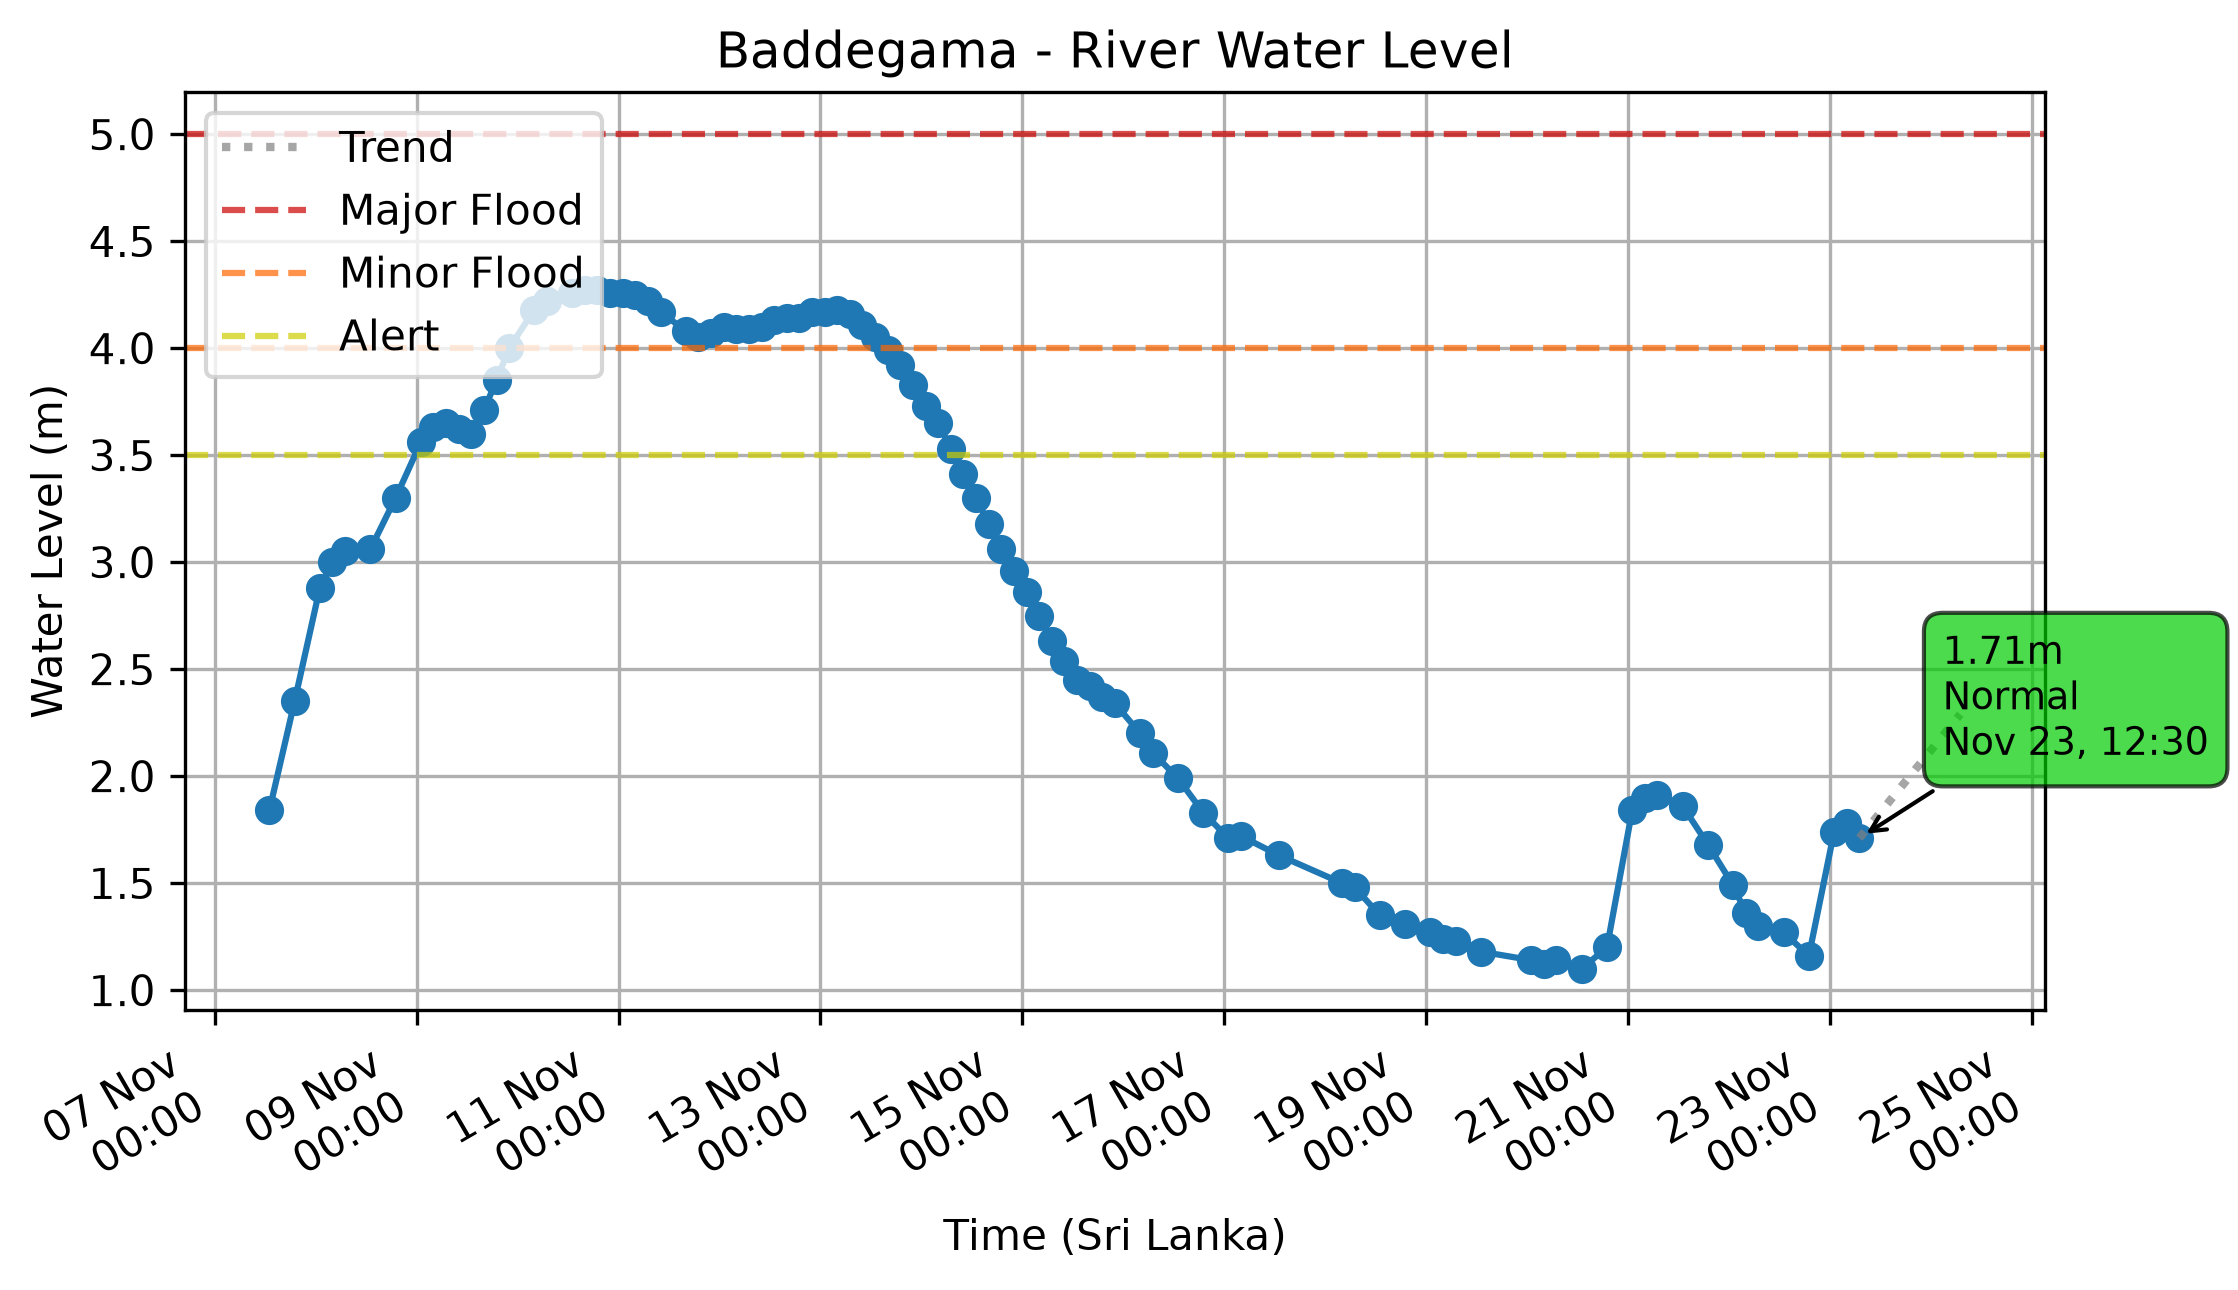 Baddegama - River Water Level
Water Level (m)
5.0
4.5
4.0
3.5
3.0
2.5
2.0
1.5
1.0
Trend
Major Flood
Minor Flood
Alert
1.71m
Normal
Nov 23, 12:30
07 Nov
00:00
09 Nov
00:00
11 Nov
00:00
13 Nov
00:00
15 Nov
00:00
17 Nov
00:00
19 Nov
00:00
21 Nov
00:00
23 Nov
00:00
25 Nov
00:00
Time (Sri Lanka)